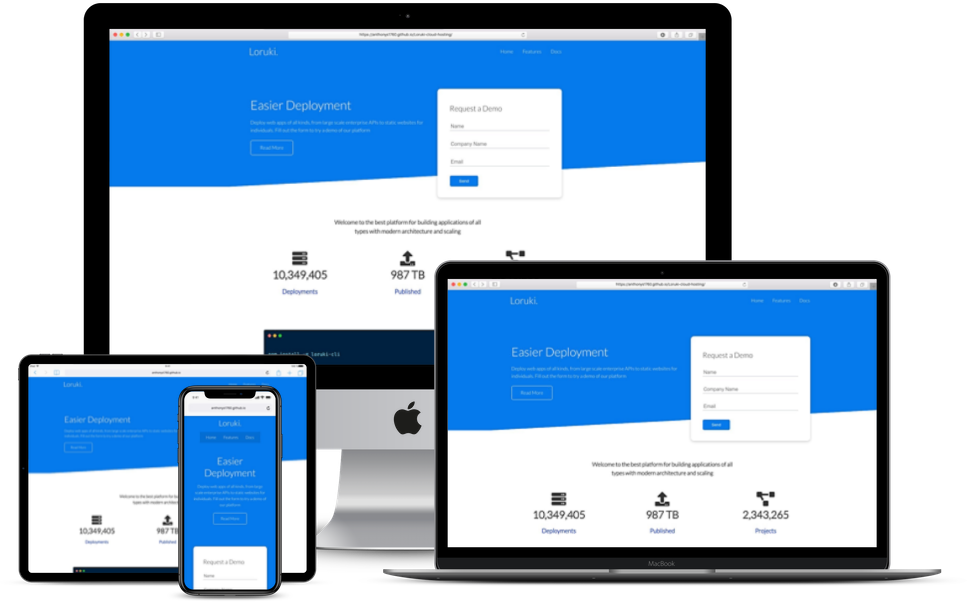 https://anthonys1760.github.io/Loruki-cloud-hosting/
Loruki.
Home Features Docs
Easier Deployment
Deploy web apps of all kinds, from large scale enterprise APIs to static websites for
individuals. Fill out the form to try a demo of our platform
Read More
Request a Demo
Name
Company Name
Email
Send
Welcome to the best platform for building applications of all
types with modern architecture and scaling
10,349,405
987 TB
Deployments
Published
Loruki.
Home Features Docs
Easier Deployment
Deploy web apps of all kinds, from large scale enterprise APIs to static websites for
individuals. Fill out the form to try a demo of our platform
Read More
Request a Demo
Name
Company Name
Email
Send
Welcome to the best platform for building applications of all
types with modern architecture and scaling
10,349,405
987 TB
2,343,265
Deployments
Published
Projects
MacBook
Loruki.
Easier Deployment
Read More
Welcome to the best platform for
types with modern
10,349,405
987 TB
Deployments
Published
Loruki.
Home Features Docs
Easier
Deployment
Deploy web apps of all kinds, from large
scale enterprise APIs to static websites for
individuals. Fill out the form to try a demo
of our platform
Read More
Request a Demo
Name